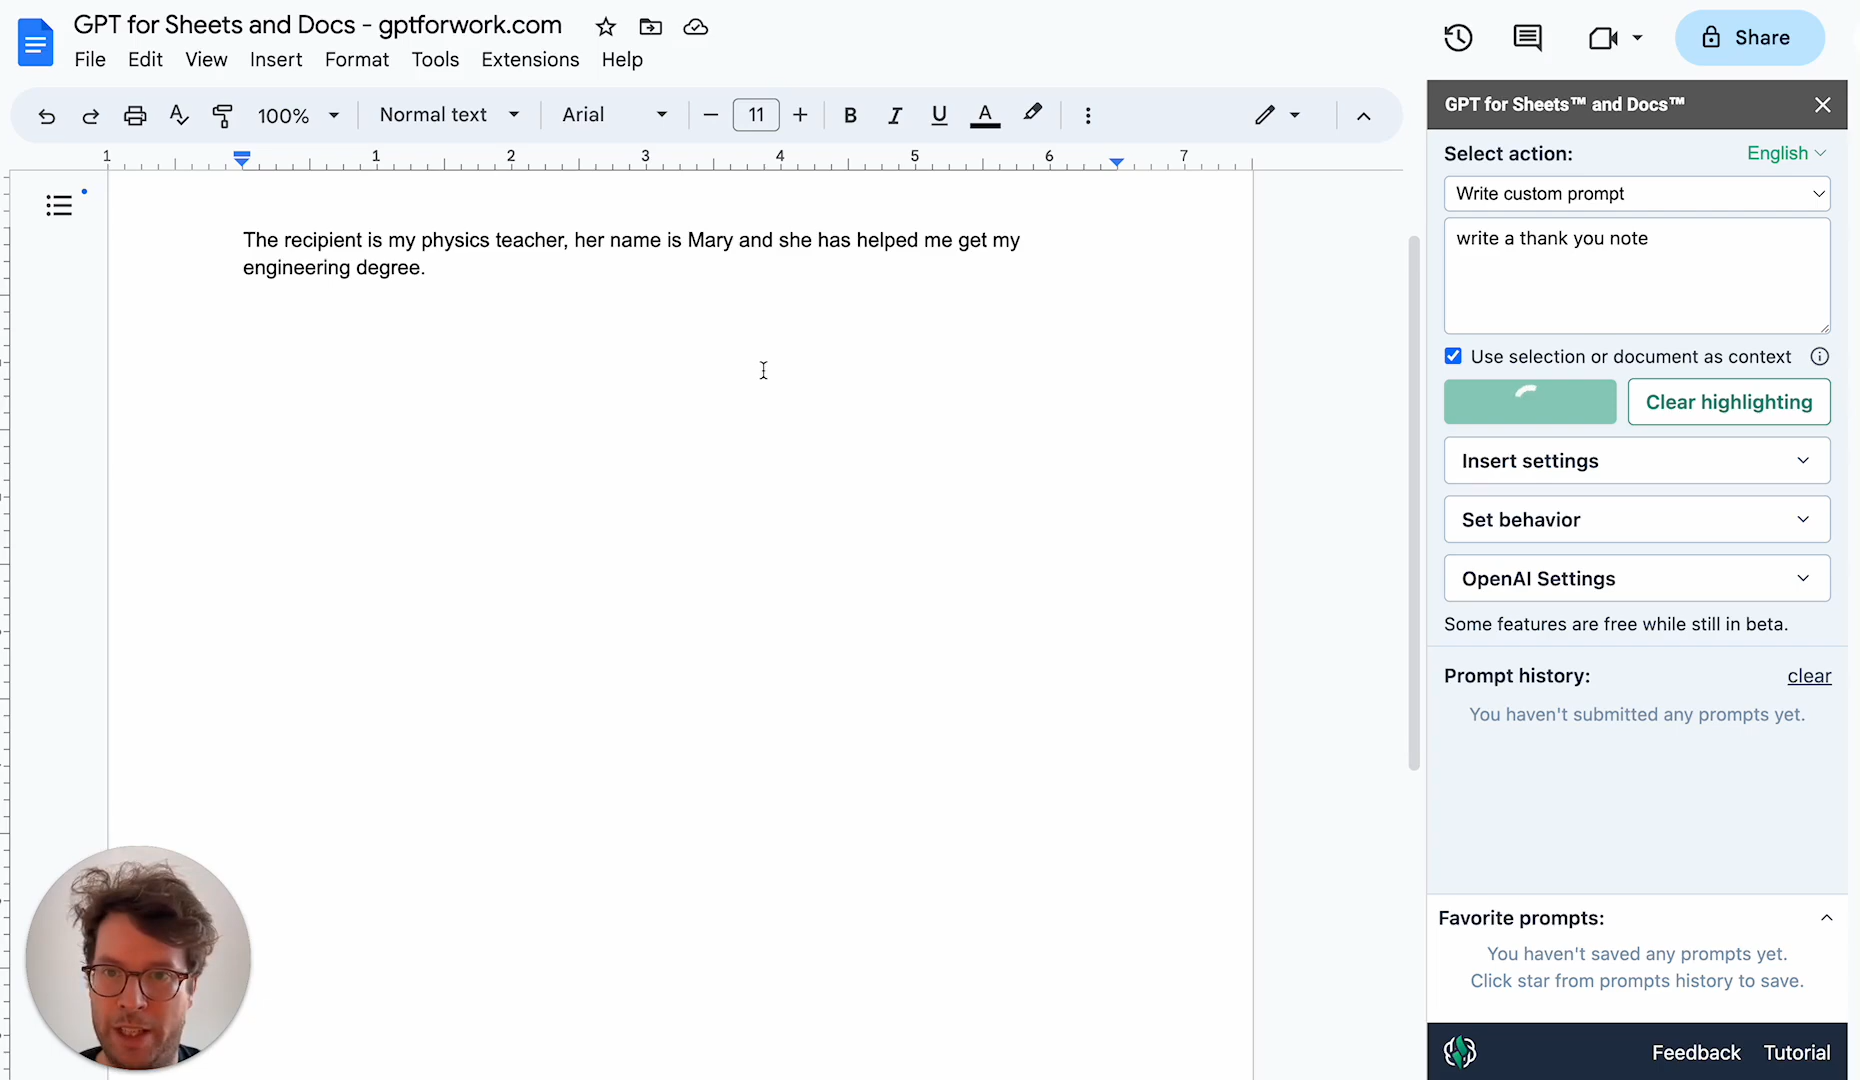 GPT for Sheets and Docs - gptforwork.com
File Edit View Insert Format Tools Extensions Help
Share
100% Normal text Arial 11 B I U A
1 1 2 3 4 5 6 7
The recipient is my physics teacher, her name is Mary and she has helped me get my
engineering degree.
GPT for Sheets™ and Docs™
Select action: English
Write custom prompt
write a thank you note
Use selection or document as context
Clear highlighting
Insert settings
Set behavior
OpenAI Settings
Some features are free while still in beta.
Prompt history: clear
You haven't submitted any prompts yet.
Favorite prompts:
You haven't saved any prompts yet.
Click star from prompts history to save.
Feedback Tutorial